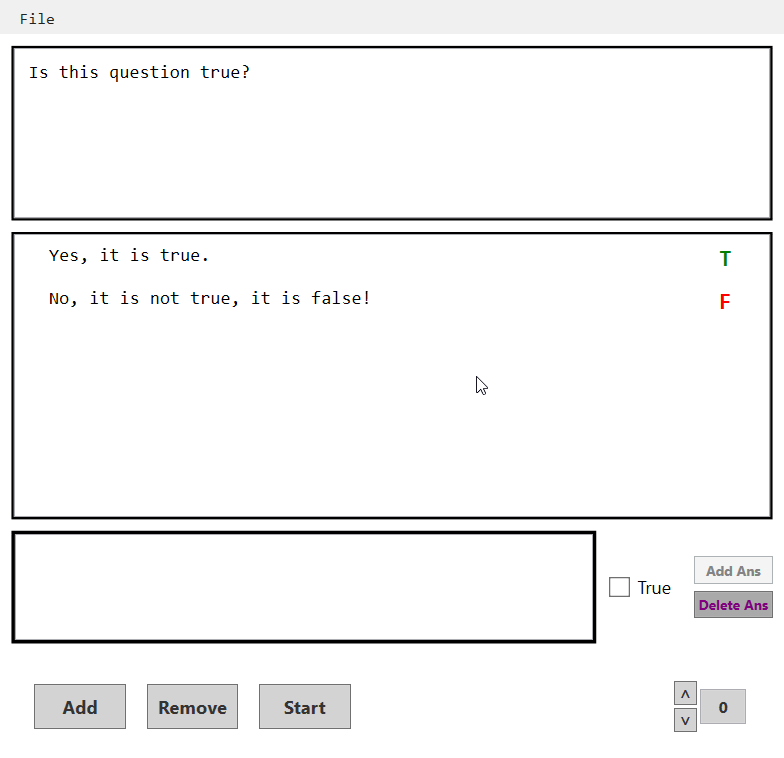 File
Is this question true?
Yes, it is true. T
No, it is not true, it is false! F
True
Add Ans
Delete Ans
Add Remove Start
0